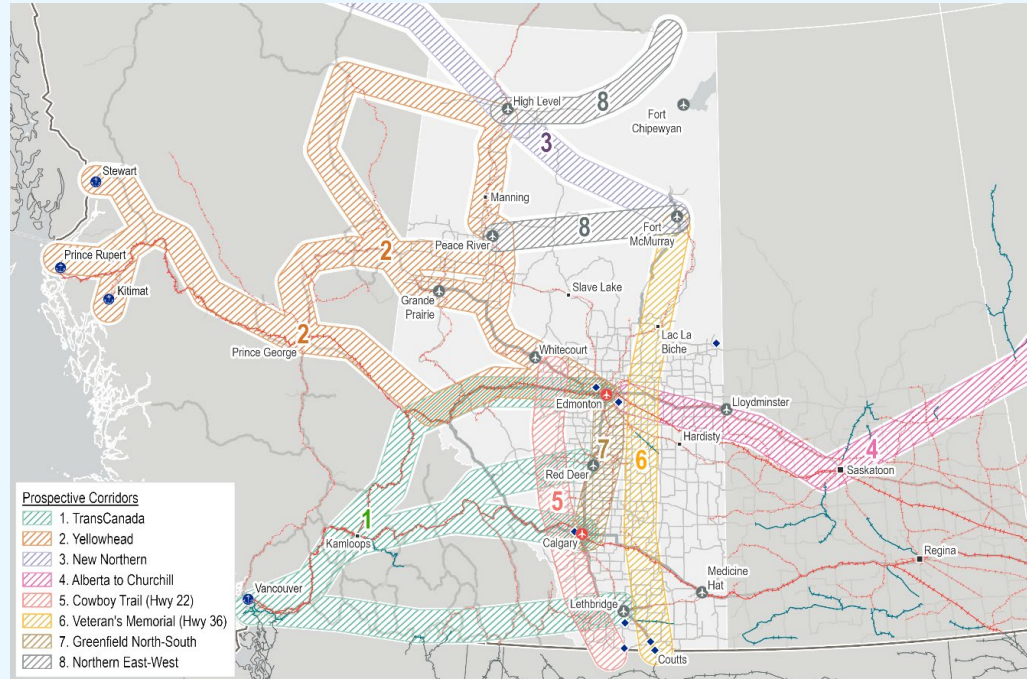 High Level
8
Fort
Chipewyan
3
Stewart
Manning
Fort
McMurray
8
Peace River
Prince Rupert
2
Kitimat
Slave Lake
Grande
Prairie
2
Lac La
Biche
Prince George
Whitecourt
Edmonton
Lloydminster
Hardisty
7
6
4
Saskatoon
Red Deer
5
1
Kamloops
Calgary
Regina
Medicine
Hat
Vancouver
Lethbridge
Coutts
Prospective Corridors
1. TransCanada
2. Yellowhead
3. New Northern
4. Alberta to Churchill
5. Cowboy Trail (Hwy 22)
6. Veteran's Memorial (Hwy 36)
7. Greenfield North-South
8. Northern East-West